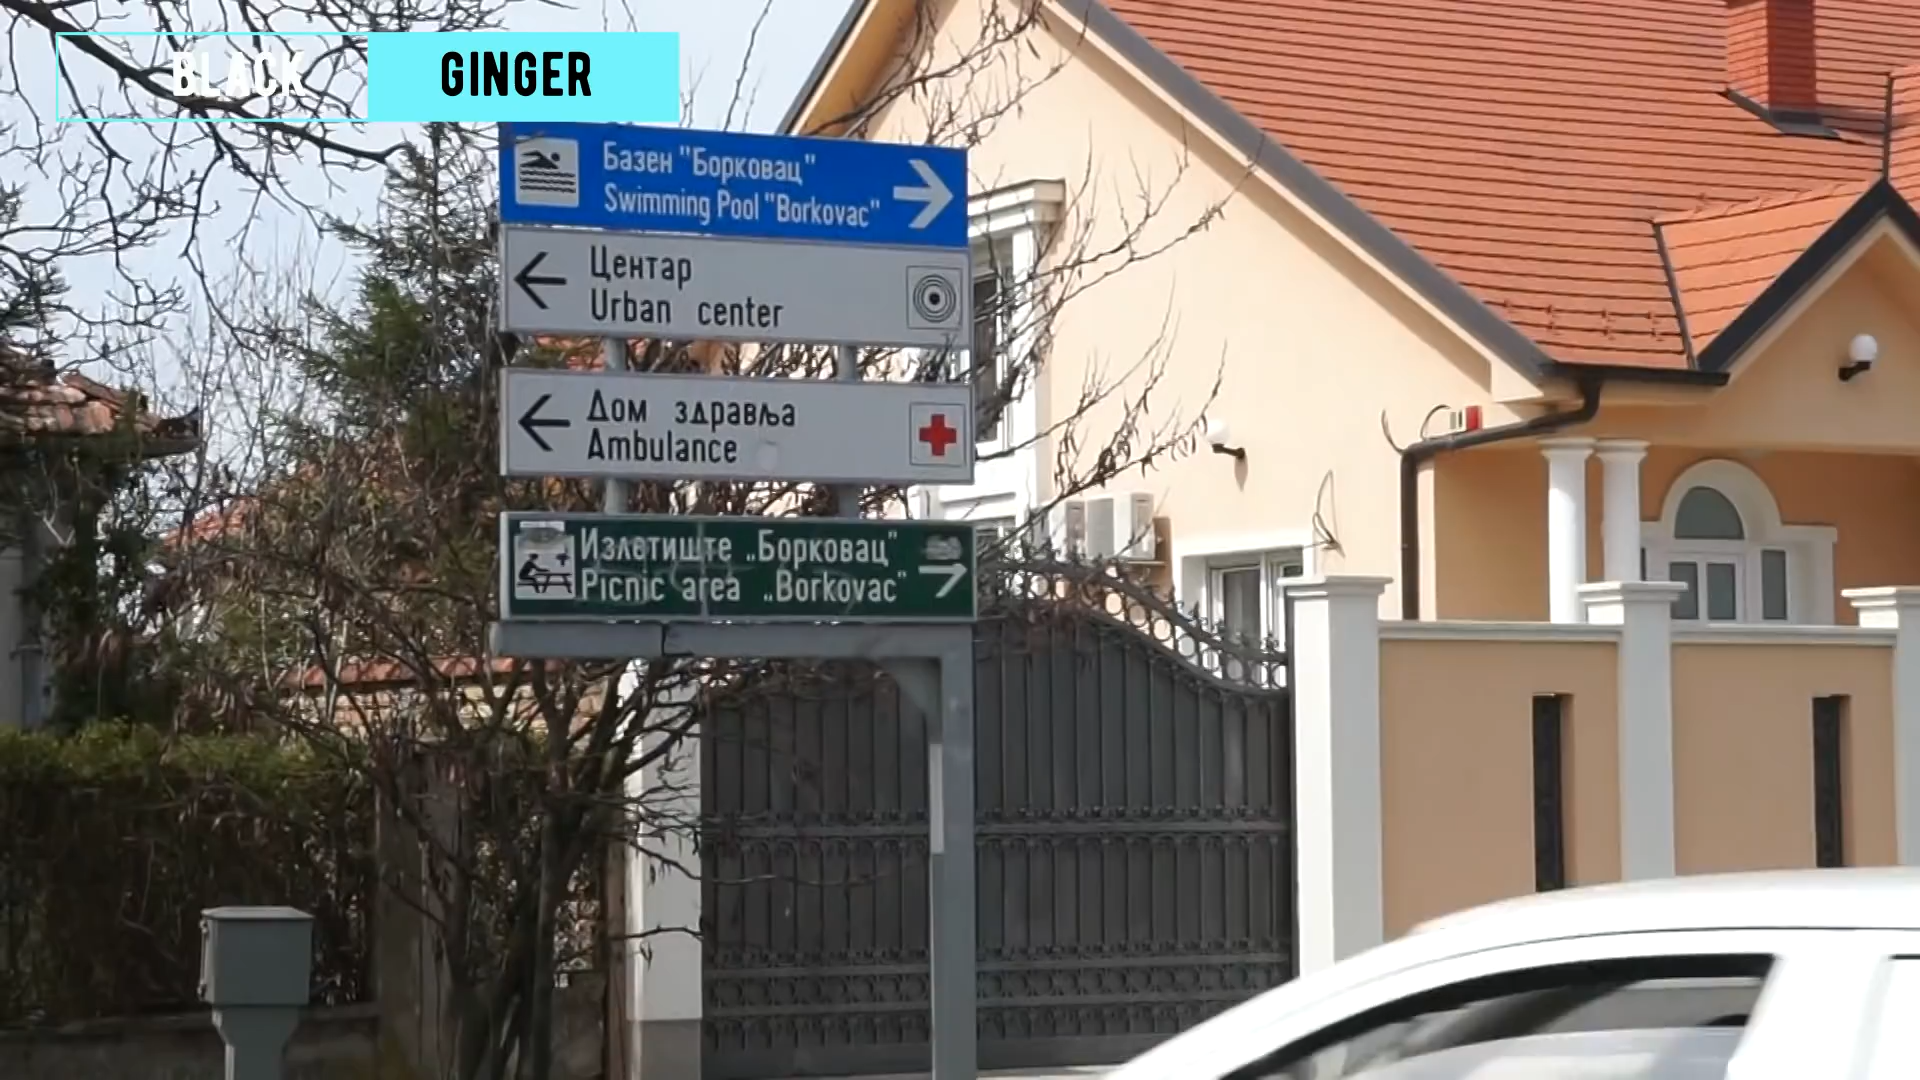 BLACK GINGER
Базен "Борковац"
Swimming Pool "Borkovac"
Центар
Urban center
Дом здравља
Ambulance
Излетиште „Борковац"
Picnic area „Borkovac"